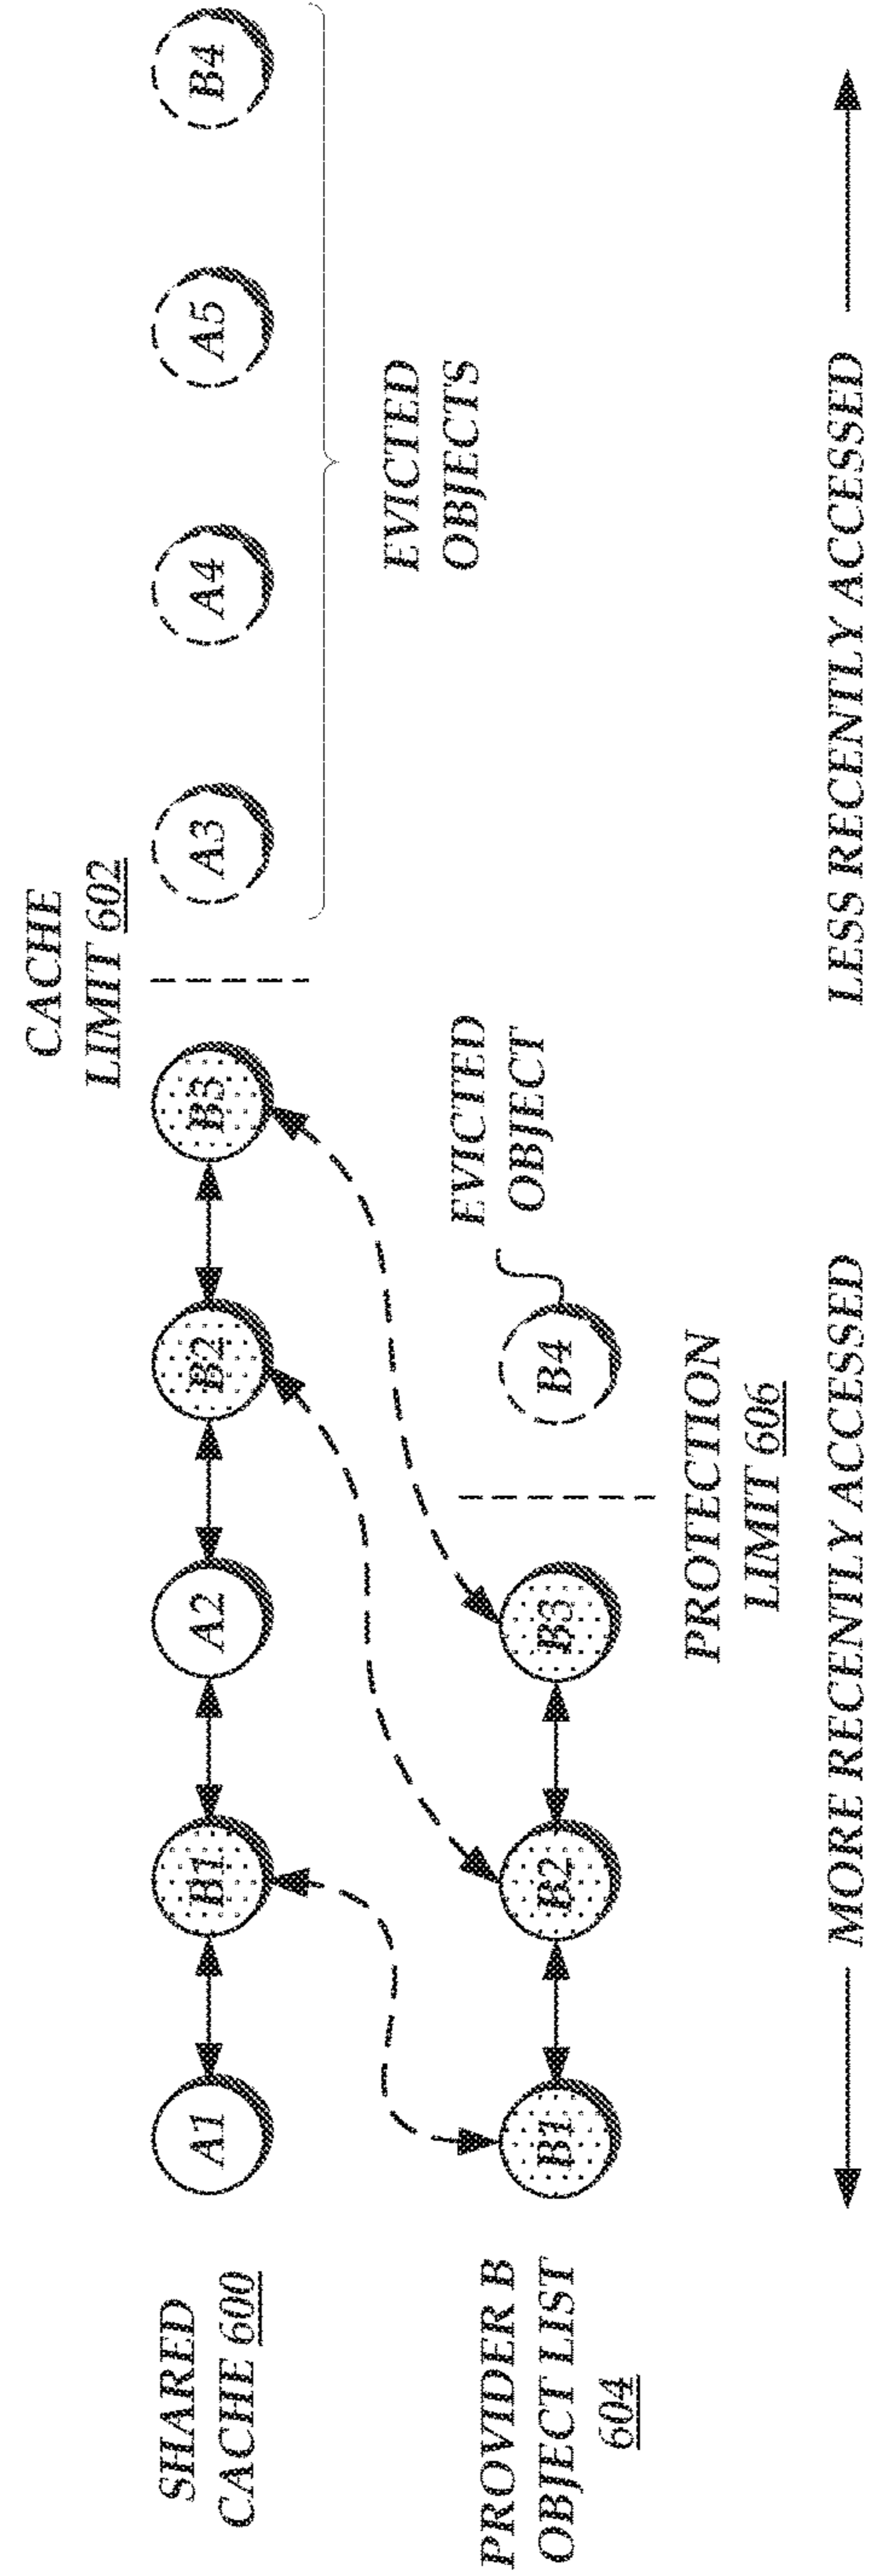 SHARED
CACHE 600
A1
B1
A2
B2
B3
CACHE
LIMIT 602
A3
A4
A5
B4
EVICTED
OBJECTS
PROVIDER B
OBJECT LIST
604
B1
B2
B3
B4
EVICTED
OBJECT
PROTECTION
LIMIT 606
MORE RECENTLY ACCESSED
LESS RECENTLY ACCESSED